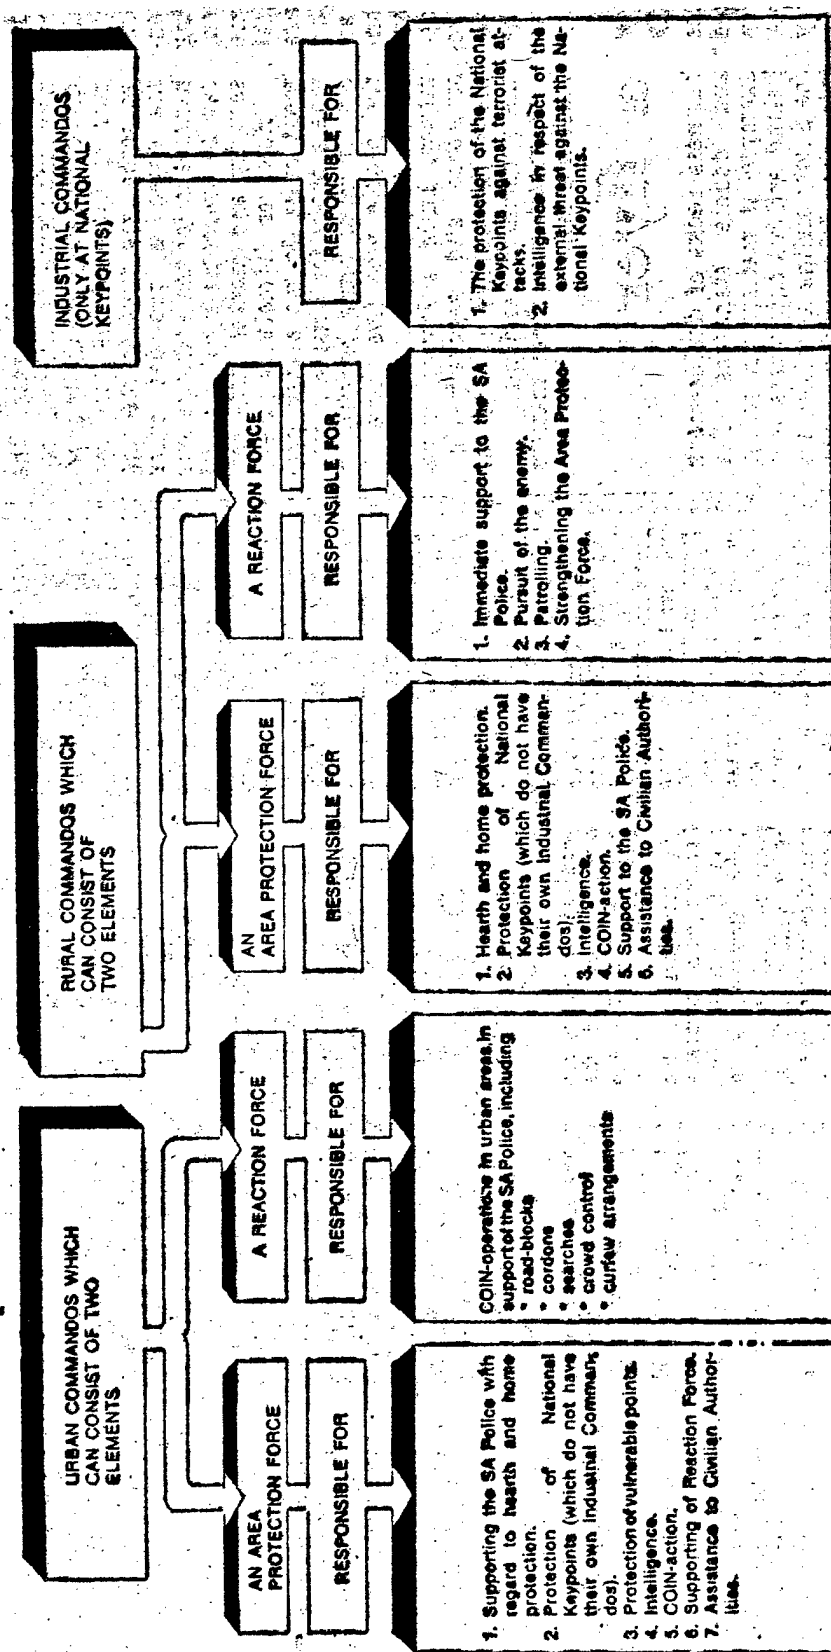 URBAN COMMANDOS WHICH
CAN CONSIST OF TWO
ELEMENTS
AN AREA
PROTECTION FORCE
RESPONSIBLE FOR
1. Supporting the SA Police with
regard to hearth and home
protection.
2. Protection of National
Keypoints (which do not have
their own Industrial Comman-
dos).
3. Protection of vulnerable points.
4. Intelligence.
5. COIN-action.
6. Supporting of Reaction Force.
7. Assistance to Civilian Author-
ities.
A REACTION FORCE
RESPONSIBLE FOR
COIN-operations in urban areas in
support of the SA Police, including
* road-blocks
* cordons
* searches
* crowd control
* curfew arrangements
RURAL COMMANDOS WHICH
CAN CONSIST OF
TWO ELEMENTS
AN
AREA PROTECTION FORCE
RESPONSIBLE FOR
1. Hearth and home protection.
2. Protection of National
Keypoints (which do not have
their own Industrial Comman-
dos).
3. Intelligence.
4. COIN-action.
5. Support to the SA Police.
6. Assistance to Civilian Authori-
ties.
A REACTION FORCE
RESPONSIBLE FOR
1. Immediate support to the SA
Police.
2. Pursuit of the enemy.
3. Patrolling.
4. Strengthening the Area Protec-
tion Force.
INDUSTRIAL COMMANDOS
(ONLY AT NATIONAL
KEYPOINTS)
RESPONSIBLE FOR
1. The protection of the National
Keypoints against terrorist at-
tacks.
2. Intelligence in respect of the
external threat against the Na-
tional Keypoints.